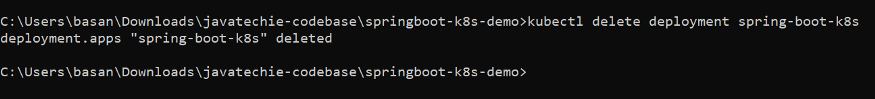 C:\Users\basan\Downloads\javatechie-codebase\springboot-k8s-demo>kubectl delete deployment spring-boot-k8s
deployment.apps "spring-boot-k8s" deleted
C:\Users\basan\Downloads\javatechie-codebase\springboot-k8s-demo>